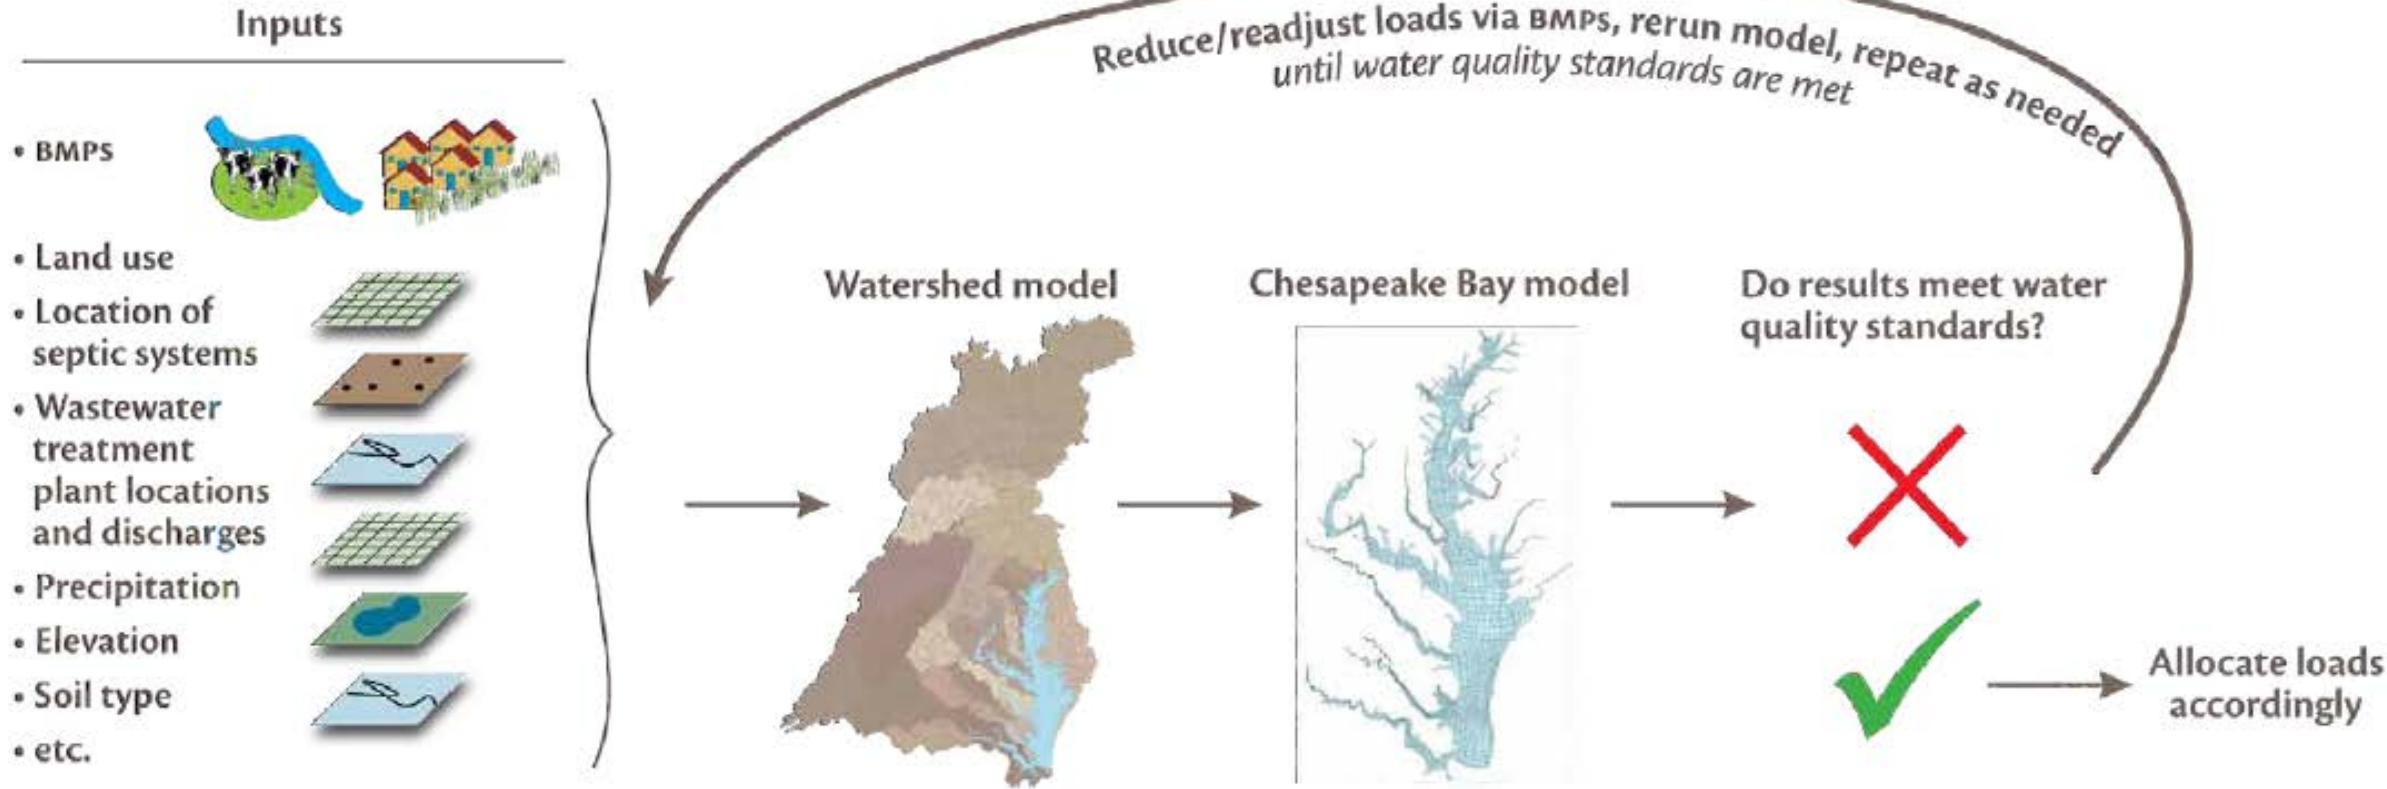 Inputs
• BMPs
• Land use
• Location of
septic systems
• Wastewater
treatment
plant locations
and discharges
• Precipitation
• Elevation
• Soil type
• etc.
Reduce/readjust loads via BMPs, rerun model, repeat as needed
until water quality standards are met
Watershed model
Chesapeake Bay model
Do results meet water
quality standards?
Allocate loads
accordingly